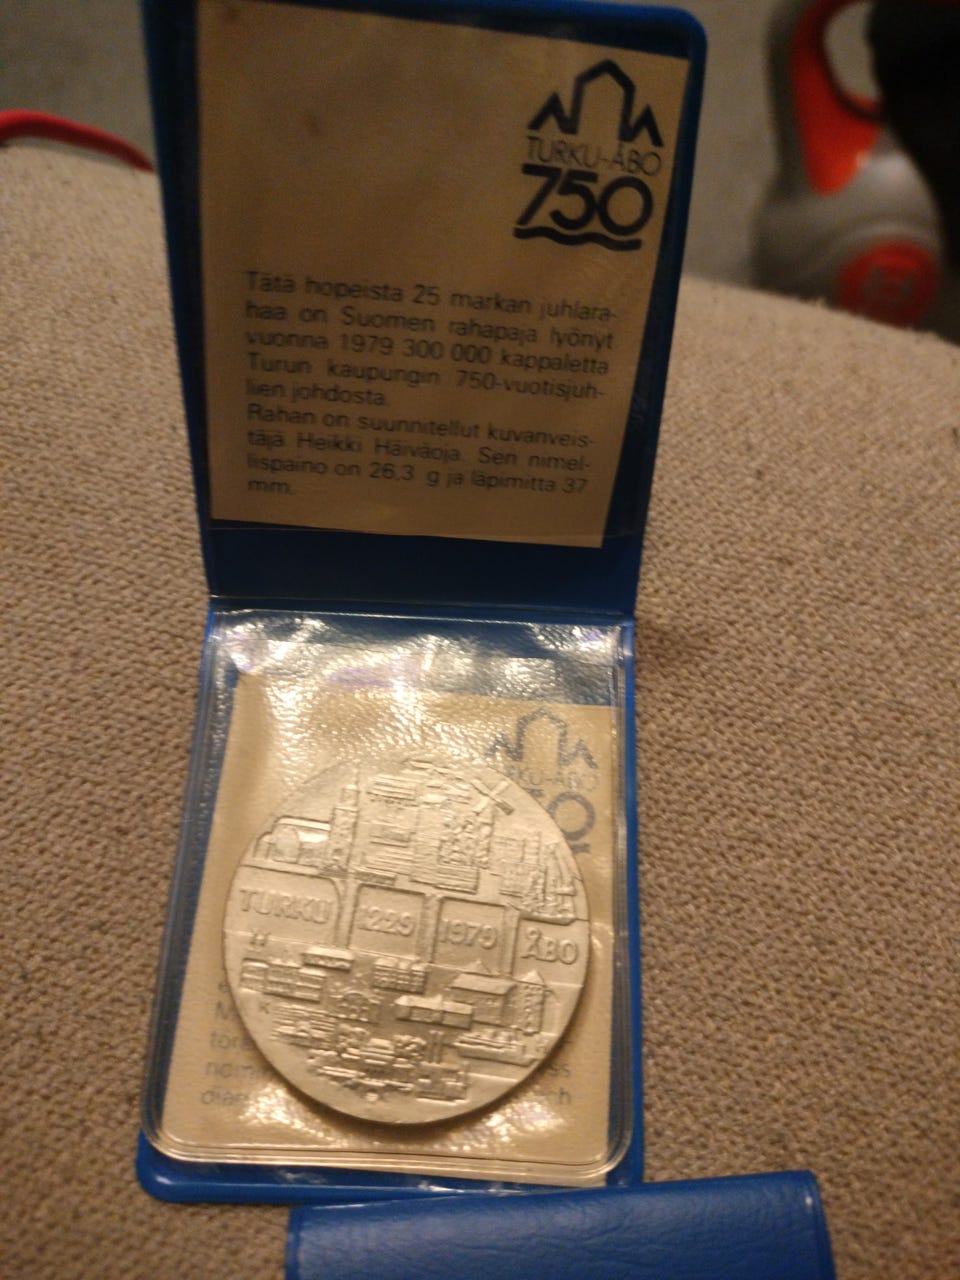 TURKU-ÅBO
750
Tätä hopeista 25 markan juhlara-
haa on Suomen rahapaja lyönyt
vuonna 1979 300 000 kappaletta
Turun kaupungin 750-vuotisjuh-
lien johdosta.
Rahan on suunnitellut kuvanveis-
täjä Heikki Häiväoja. Sen nimel-
lispaino on 26,3 g ja läpimitta 37
mm.
TURKU 1229 1979 ÅBO